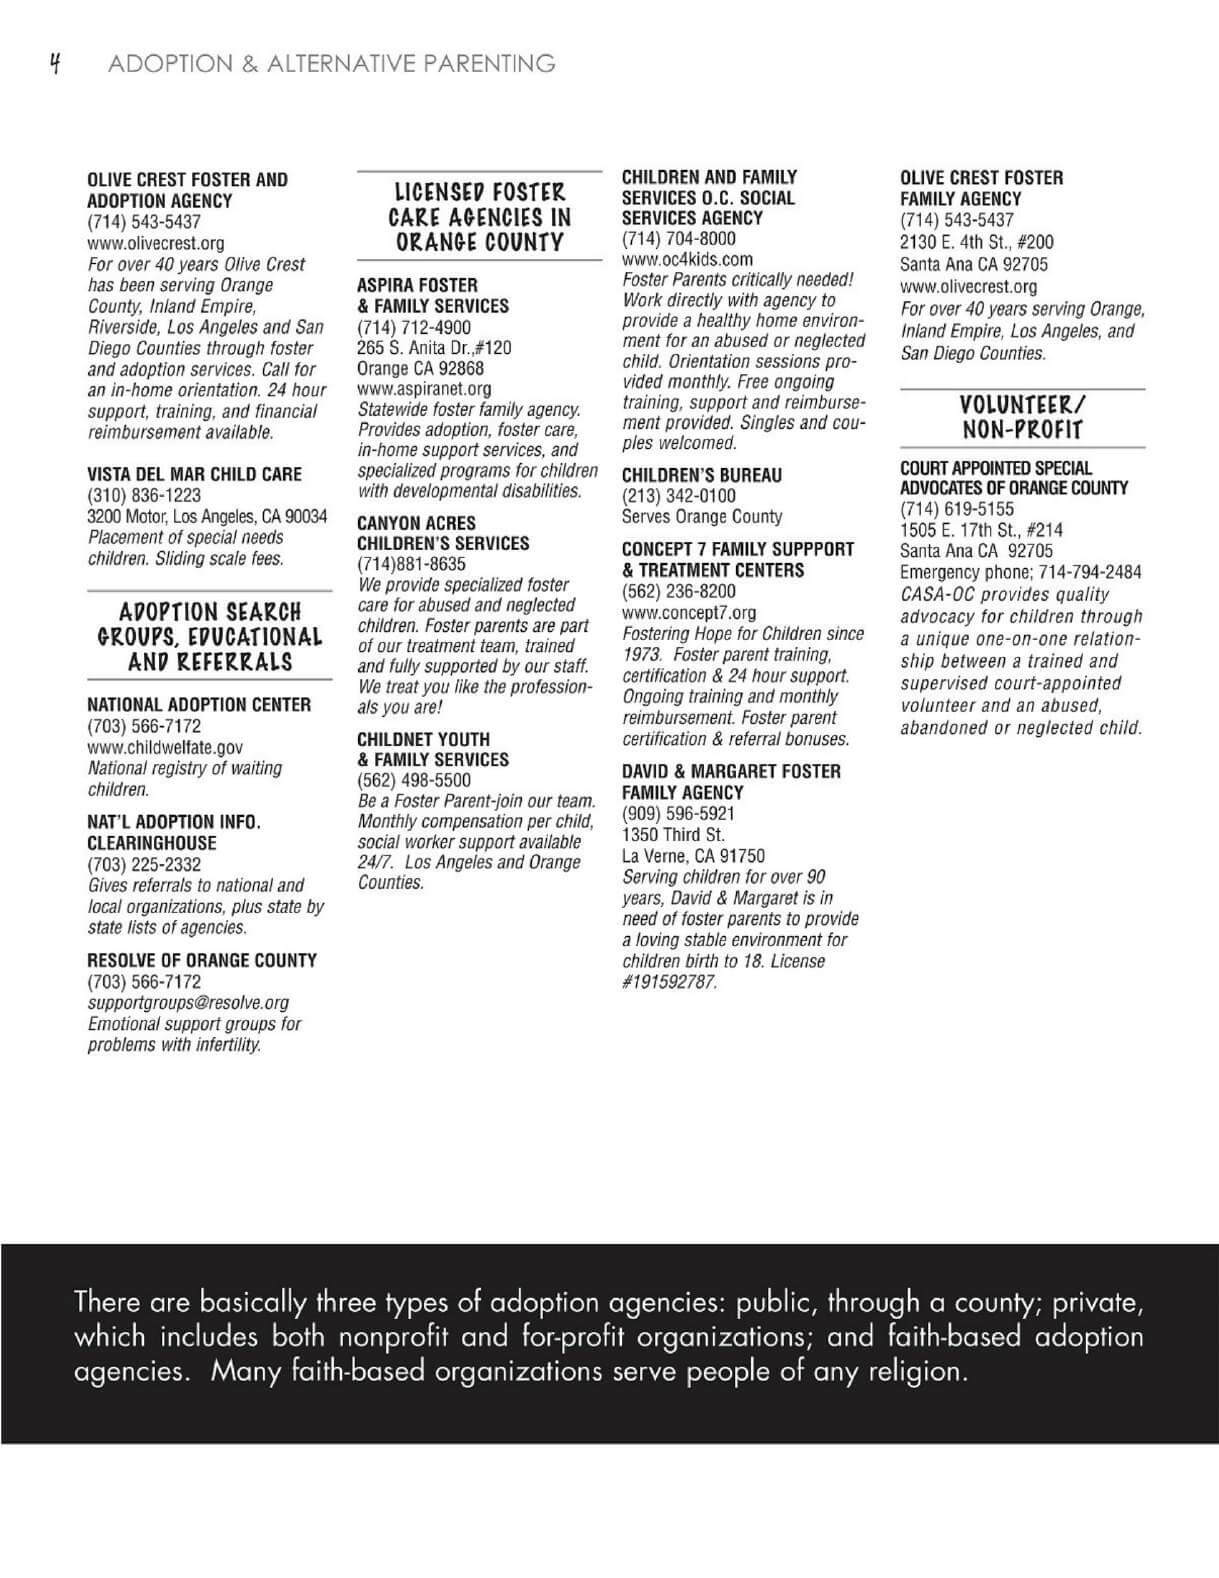 4 ADOPTION & ALTERNATIVE PARENTING
OLIVE CREST FOSTER AND
ADOPTION AGENCY
(714) 543-5437
www.olivecrest.org
For over 40 years Olive Crest
has been serving Orange
County, Inland Empire,
Riverside, Los Angeles and San
Diego Counties through foster
and adoption services. Call for
an in-home orientation. 24 hour
support, training, and financial
reimbursement available.
VISTA DEL MAR CHILD CARE
(310) 836-1223
3200 Motor, Los Angeles, CA 90034
Placement of special needs
children. Sliding scale fees.
ADOPTION SEARCH
GROUPS, EDUCATIONAL
AND REFERRALS
NATIONAL ADOPTION CENTER
(703) 566-7172
www.childwelfate.gov
National registry of waiting
children.
NAT'L ADOPTION INFO.
CLEARINGHOUSE
(703) 225-2332
Gives referrals to national and
local organizations, plus state by
state lists of agencies.
RESOLVE OF ORANGE COUNTY
(703) 566-7172
supportgroups@resolve.org
Emotional support groups for
problems with infertility.
LICENSED FOSTER
CARE AGENCIES IN
ORANGE COUNTY
ASPIRA FOSTER
& FAMILY SERVICES
(714) 712-4900
265 S. Anita Dr.,#120
Orange CA 92868
www.aspiranet.org
Statewide foster family agency.
Provides adoption, foster care,
in-home support services, and
specialized programs for children
with developmental disabilities.
CANYON ACRES
CHILDREN'S SERVICES
(714)881-8635
We provide specialized foster
care for abused and neglected
children. Foster parents are part
of our treatment team, trained
and fully supported by our staff.
We treat you like the profession-
als you are!
CHILDNET YOUTH
& FAMILY SERVICES
(562) 498-5500
Be a Foster Parent-join our team.
Monthly compensation per child,
social worker support available
24/7. Los Angeles and Orange
Counties.
CHILDREN AND FAMILY
SERVICES O.C. SOCIAL
SERVICES AGENCY
(714) 704-8000
www.oc4kids.com
Foster Parents critically needed!
Work directly with agency to
provide a healthy home environ-
ment for an abused or neglected
child. Orientation sessions pro-
vided monthly. Free ongoing
training, support and reimburse-
ment provided. Singles and cou-
ples welcomed.
CHILDREN'S BUREAU
(213) 342-0100
Serves Orange County
CONCEPT 7 FAMILY SUPPPORT
& TREATMENT CENTERS
(562) 236-8200
www.concept7.org
Fostering Hope for Children since
1973. Foster parent training,
certification & 24 hour support.
Ongoing training and monthly
reimbursement. Foster parent
certification & referral bonuses.
DAVID & MARGARET FOSTER
FAMILY AGENCY
(909) 596-5921
1350 Third St.
La Verne, CA 91750
Serving children for over 90
years, David & Margaret is in
need of foster parents to provide
a loving stable environment for
children birth to 18. License
#191592787.
OLIVE CREST FOSTER
FAMILY AGENCY
(714) 543-5437
2130 E. 4th St., #200
Santa Ana CA 92705
www.olivecrest.org
For over 40 years serving Orange,
Inland Empire, Los Angeles, and
San Diego Counties.
VOLUNTEER/
NON-PROFIT
COURT APPOINTED SPECIAL
ADVOCATES OF ORANGE COUNTY
(714) 619-5155
1505 E. 17th St., #214
Santa Ana CA 92705
Emergency phone; 714-794-2484
CASA-OC provides quality
advocacy for children through
a unique one-on-one relation-
ship between a trained and
supervised court-appointed
volunteer and an abused,
abandoned or neglected child.
There are basically three types of adoption agencies: public, through a county; private,
which includes both nonprofit and for-profit organizations; and faith-based adoption
agencies. Many faith-based organizations serve people of any religion.